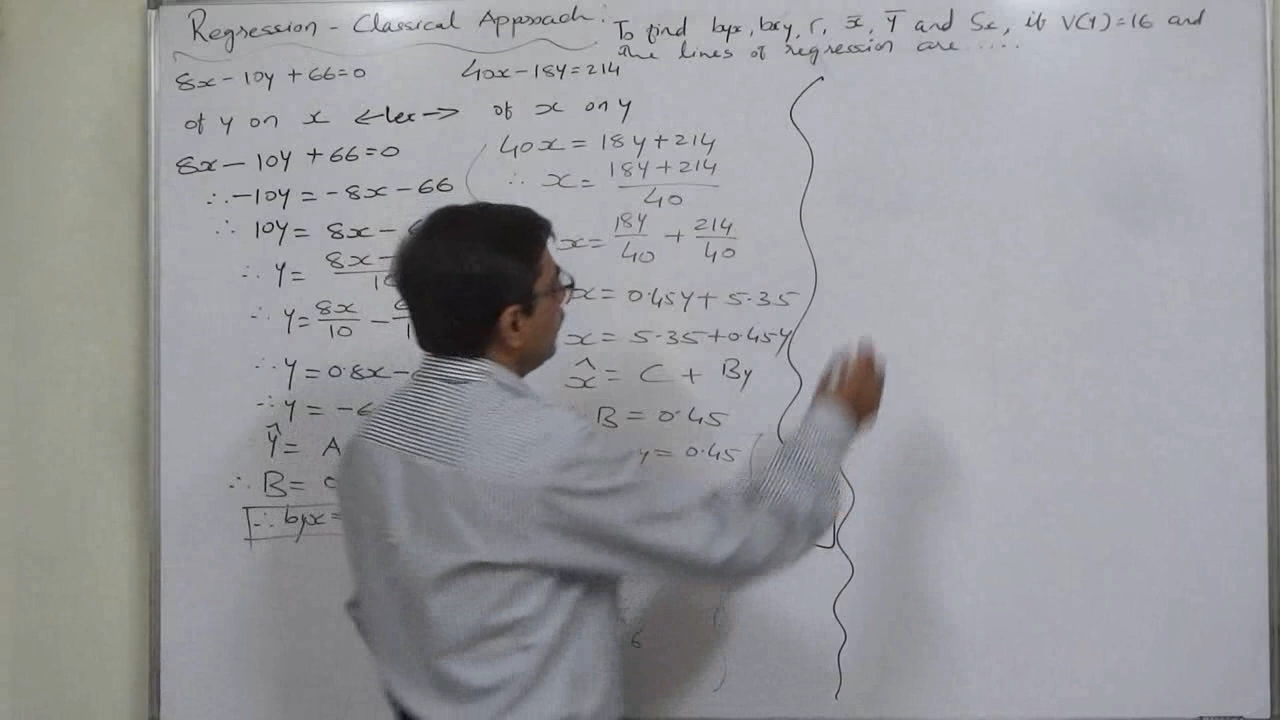 Regression - Classical Approach:
To find byx, bxy, r, x̄, Ȳ and Sx, if V(Y)=16 and
the lines of regression are ....
8x-10y+66=0 40x-18y=214
of y on x <-let-> of x on y
8x-10y+66=0
∴ -10y=-8x-66
∴ 10y= 8x-
∴ y= 8x-
∴ y= 8x/10 -
∴ y=0.8x-
∴ y=
ŷ= A
∴ B=
∴ byx=
40x=18y+214
∴ x= 18y+214/40
x= 18y/40 + 214/40
x= 0.45y+5.35
x= 5.35+0.45y
x̂= C + By
B=0.45
y=0.45
6